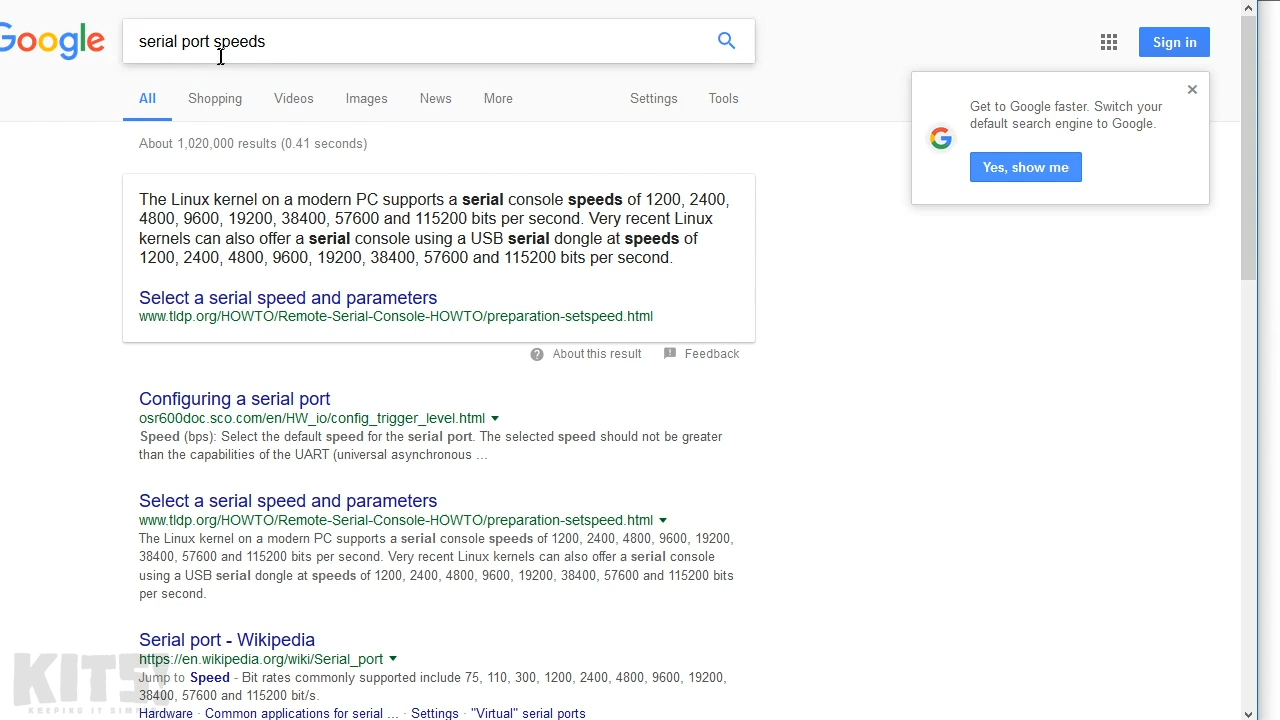 Google
serial port speeds
Sign in
All Shopping Videos Images News More Settings Tools
Get to Google faster. Switch your
default search engine to Google.
Yes, show me
About 1,020,000 results (0.41 seconds)
The Linux kernel on a modern PC supports a serial console speeds of 1200, 2400,
4800, 9600, 19200, 38400, 57600 and 115200 bits per second. Very recent Linux
kernels can also offer a serial console using a USB serial dongle at speeds of
1200, 2400, 4800, 9600, 19200, 38400, 57600 and 115200 bits per second.
Select a serial speed and parameters
www.tldp.org/HOWTO/Remote-Serial-Console-HOWTO/preparation-setspeed.html
About this result Feedback
Configuring a serial port
osr600doc.sco.com/en/HW_io/config_trigger_level.html
Speed (bps): Select the default speed for the serial port. The selected speed should not be greater
than the capabilities of the UART (universal asynchronous ...
Select a serial speed and parameters
www.tldp.org/HOWTO/Remote-Serial-Console-HOWTO/preparation-setspeed.html
The Linux kernel on a modern PC supports a serial console speeds of 1200, 2400, 4800, 9600, 19200,
38400, 57600 and 115200 bits per second. Very recent Linux kernels can also offer a serial console
using a USB serial dongle at speeds of 1200, 2400, 4800, 9600, 19200, 38400, 57600 and 115200 bits
per second.
Serial port - Wikipedia
https://en.wikipedia.org/wiki/Serial_port
Jump to Speed - Bit rates commonly supported include 75, 110, 300, 1200, 2400, 4800, 9600, 19200,
38400, 57600 and 115200 bit/s.
Hardware · Common applications for serial ... · Settings · "Virtual" serial ports
KITS!
KEEPING IT SIMP